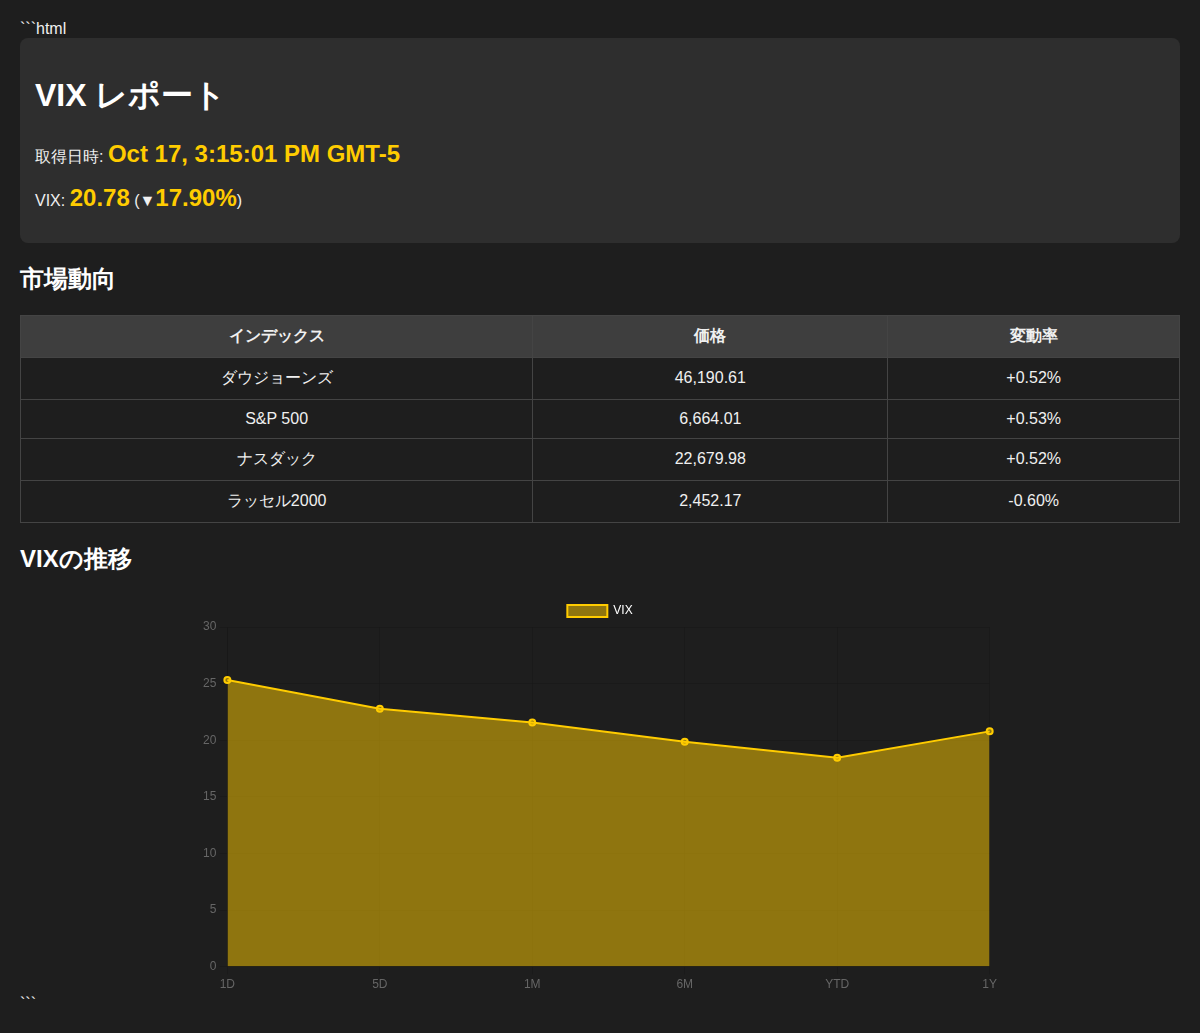 ```html
VIX レポート
取得日時: Oct 17, 3:15:01 PM GMT-5
VIX: 20.78 (▼17.90%)
市場動向
インデックス 価格 変動率
ダウジョーンズ 46,190.61 +0.52%
S&P 500 6,664.01 +0.53%
ナスダック 22,679.98 +0.52%
ラッセル2000 2,452.17 -0.60%
VIXの推移
VIX
30
25
20
15
10
5
0
1D 5D 1M 6M YTD 1Y
```